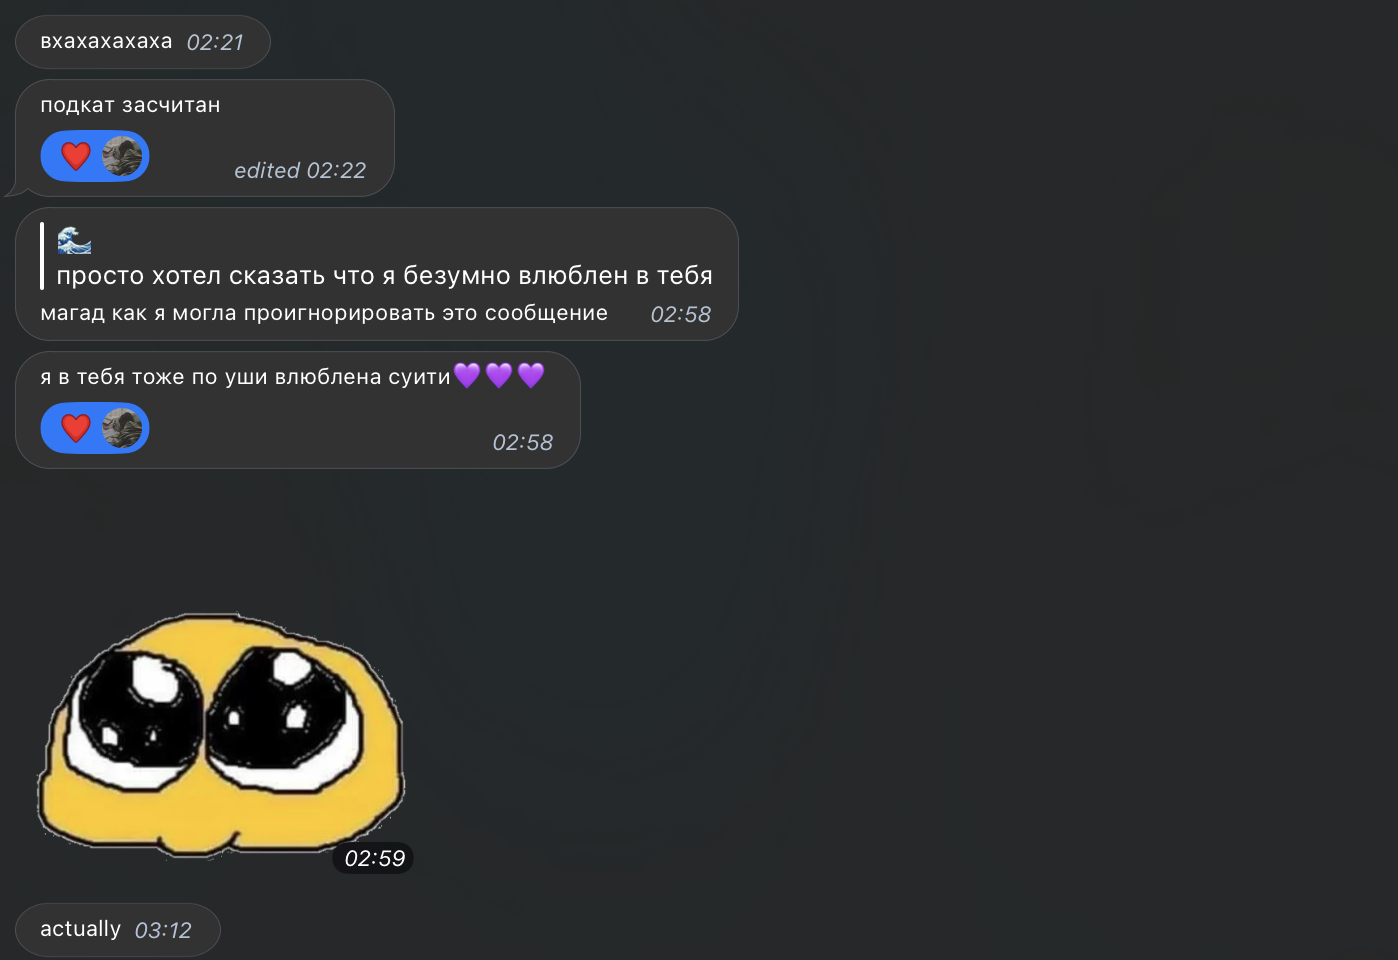 вхахахахаха 02:21
подкат засчитан
❤️
edited 02:22
🌊
просто хотел сказать что я безумно влюблен в тебя
магад как я могла проигнорировать это сообщение 02:58
я в тебя тоже по уши влюблена суити💜💜💜
❤️
02:58
02:59
actually 03:12